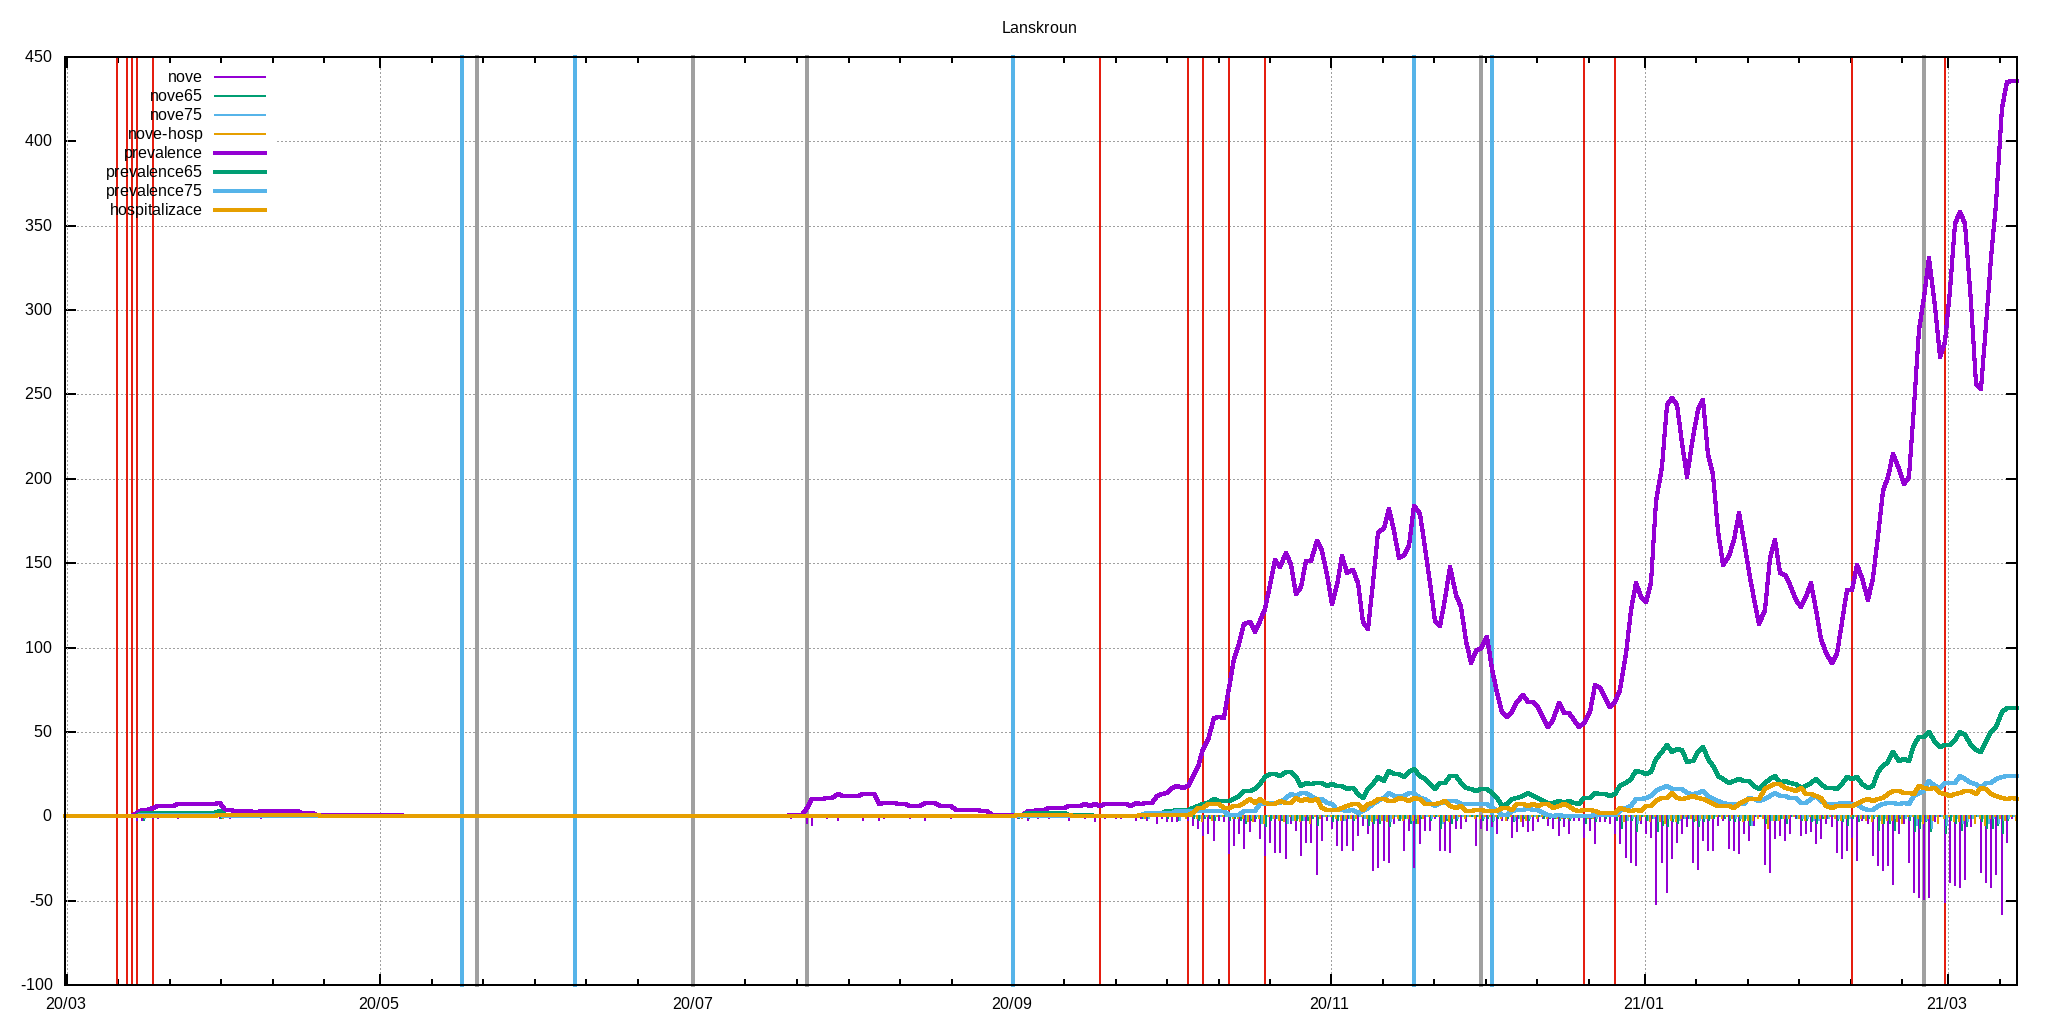 Lanskroun
450
nove
nove65
nove75
nove-hosp
400
prevalence
prevalence65
prevalence75
hospitalizace
350
300
250
200
150
100
50
0
-50
-100
20/03 20/05 20/07 20/09 20/11 21/01 21/03